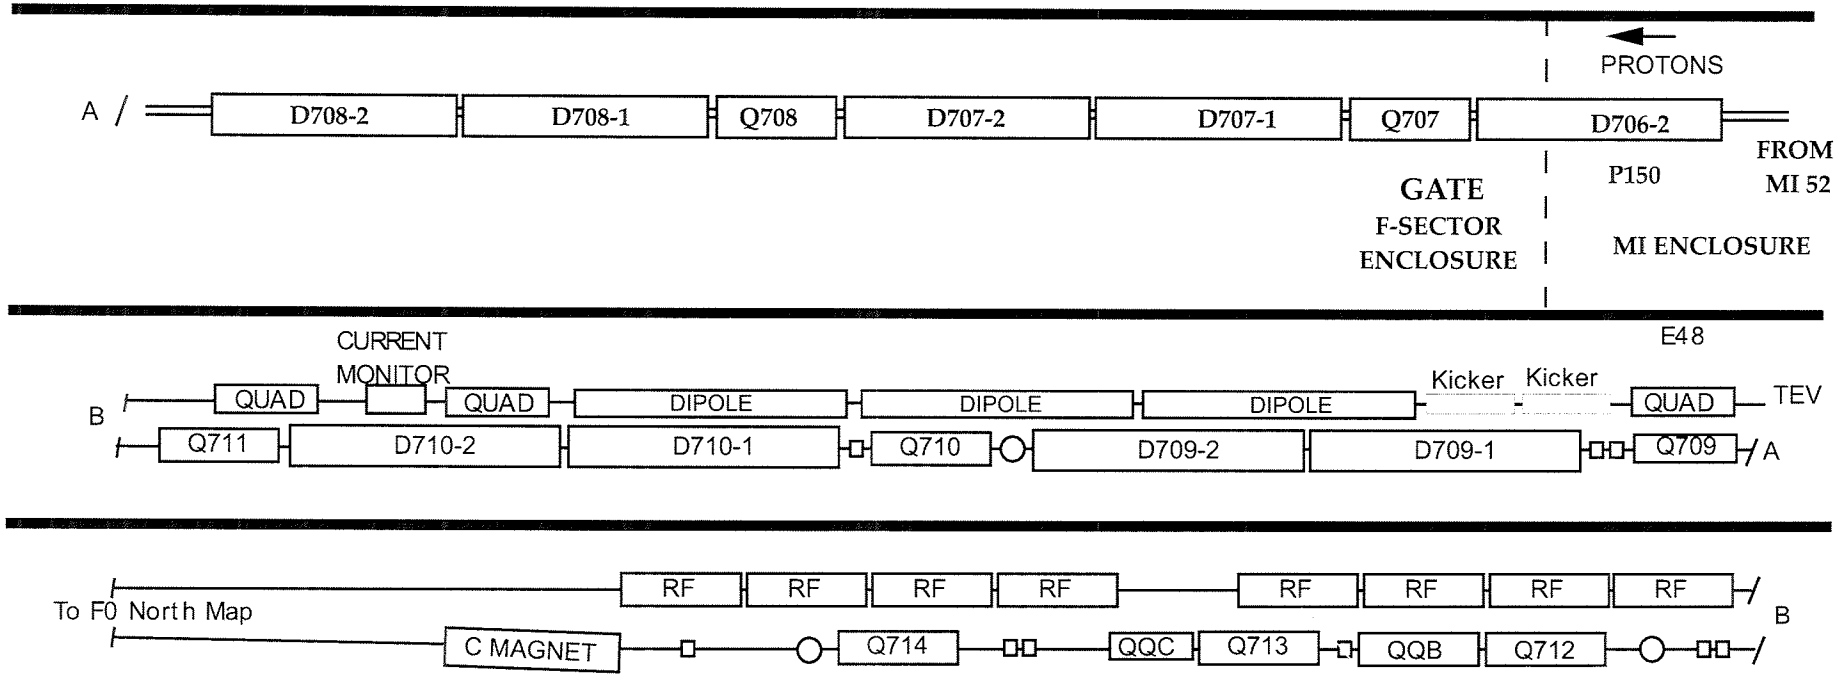 PROTONS
A / D708-2 D708-1 Q708 D707-2 D707-1 Q707 D706-2
FROM
MI 52
P150
GATE
F-SECTOR
ENCLOSURE
MI ENCLOSURE
E48
CURRENT
MONITOR
Kicker Kicker
QUAD QUAD DIPOLE DIPOLE DIPOLE QUAD TEV
B
Q711 D710-2 D710-1 Q710 D709-2 D709-1 Q709 A
RF RF RF RF RF RF RF RF
To F0 North Map
B
C MAGNET Q714 QQC Q713 QQB Q712